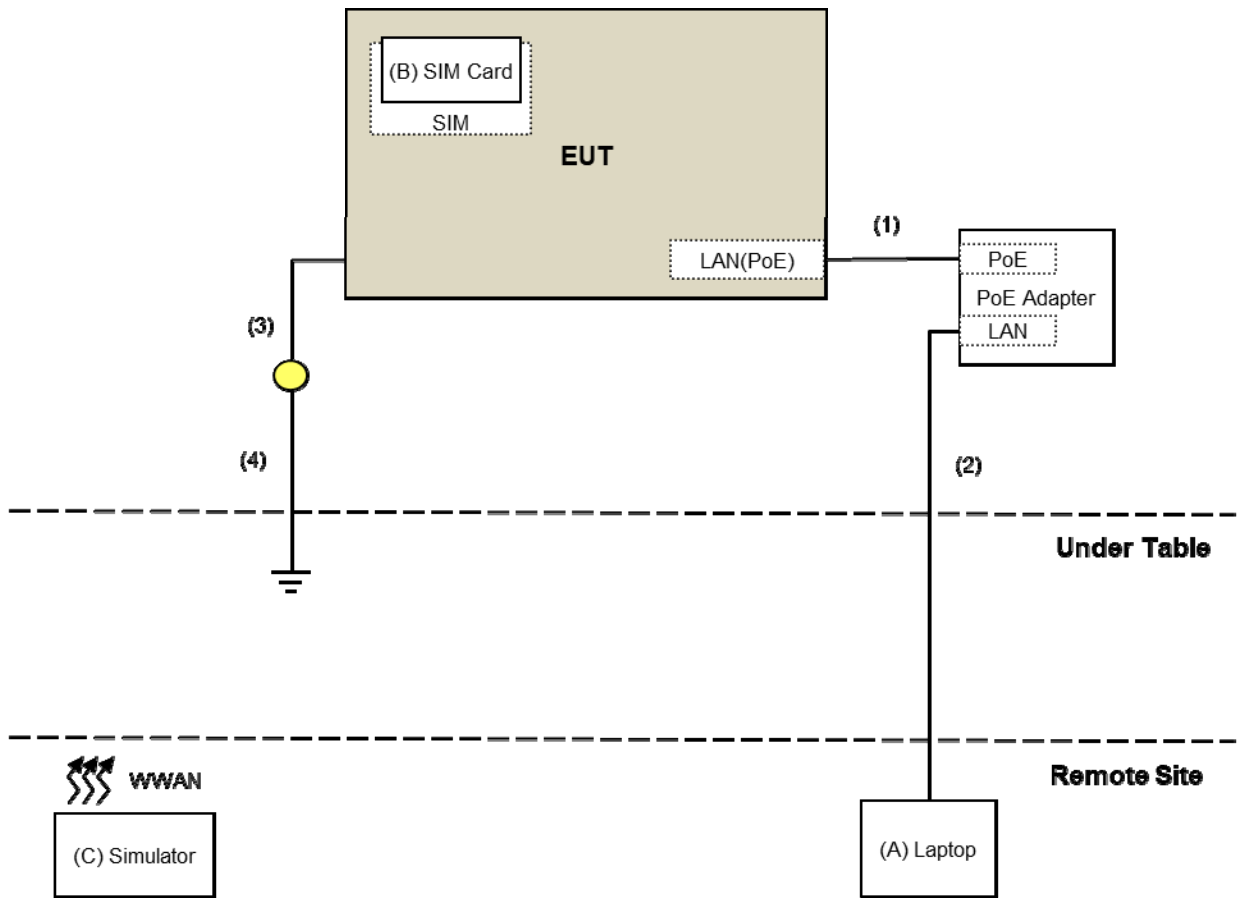 (B) SIM Card
SIM
EUT
LAN(PoE)
(1)
PoE
PoE Adapter
LAN
(3)
(4)
(2)
Under Table
Remote Site
WWAN
(C) Simulator
(A) Laptop